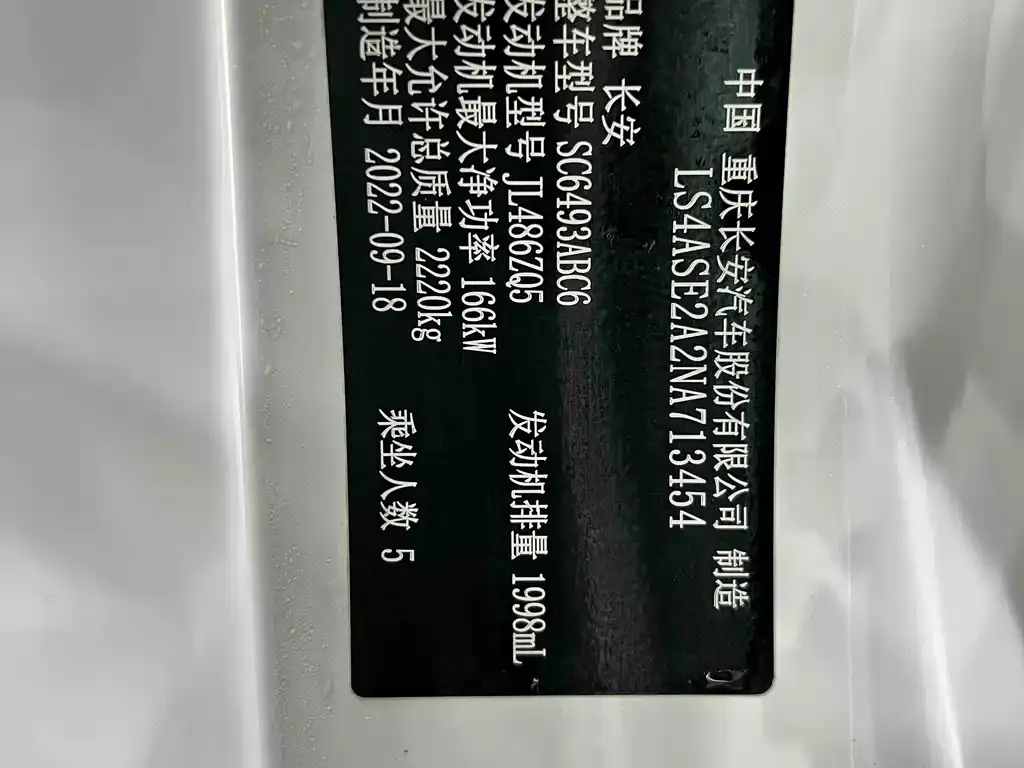 中国 重庆长安汽车股份有限公司 制造
LS4ASE2A2NA713454
品牌 长安
整车型号 SC6493ABC6
发动机型号 JL486ZQ5 发动机排量 1998mL
发动机最大净功率 166kW
最大允许总质量 2220kg
制造年月 2022-09-18 乘坐人数 5